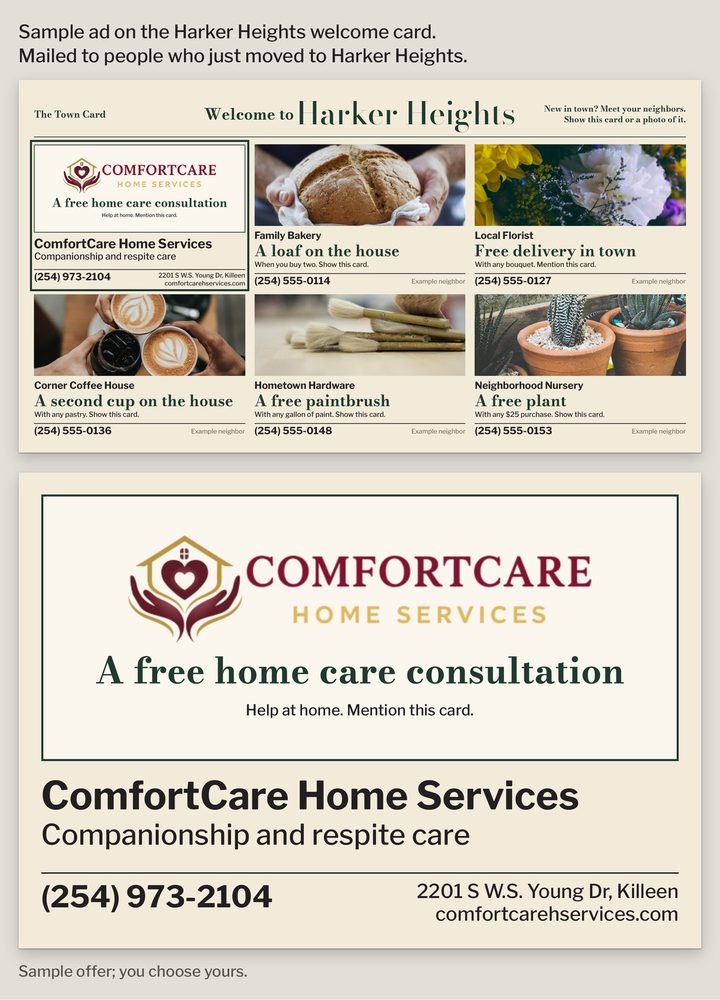 Sample ad on the Harker Heights welcome card.
Mailed to people who just moved to Harker Heights.
The Town Card
Welcome to Harker Heights
New in town? Meet your neighbors.
Show this card or a photo of it.
COMFORTCARE
HOME SERVICES
A free home care consultation
Help at home. Mention this card.
ComfortCare Home Services
Companionship and respite care
(254) 973-2104
2201 S W.S. Young Dr, Killeen
comfortcarehservices.com
Family Bakery
A loaf on the house
When you buy two. Show this card.
(254) 555-0114
Example neighbor
Local Florist
Free delivery in town
With any bouquet. Mention this card.
(254) 555-0127
Example neighbor
Corner Coffee House
A second cup on the house
With any pastry. Show this card.
(254) 555-0136
Example neighbor
Hometown Hardware
A free paintbrush
With any gallon of paint. Show this card.
(254) 555-0148
Example neighbor
Neighborhood Nursery
A free plant
With any $25 purchase. Show this card.
(254) 555-0153
Example neighbor
COMFORTCARE
HOME SERVICES
A free home care consultation
Help at home. Mention this card.
ComfortCare Home Services
Companionship and respite care
(254) 973-2104
2201 S W.S. Young Dr, Killeen
comfortcarehservices.com
Sample offer; you choose yours.